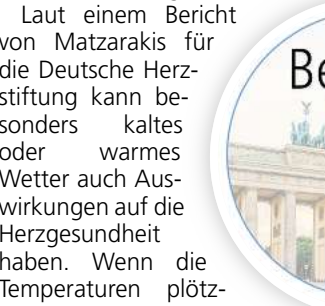 Laut einem Bericht
von Matzarakis für
die Deutsche Herz-
stiftung kann be-
sonders kaltes
oder warmes
Wetter auch Aus-
wirkungen auf die
Herzgesundheit
haben. Wenn die
Temperaturen plötz-
Be